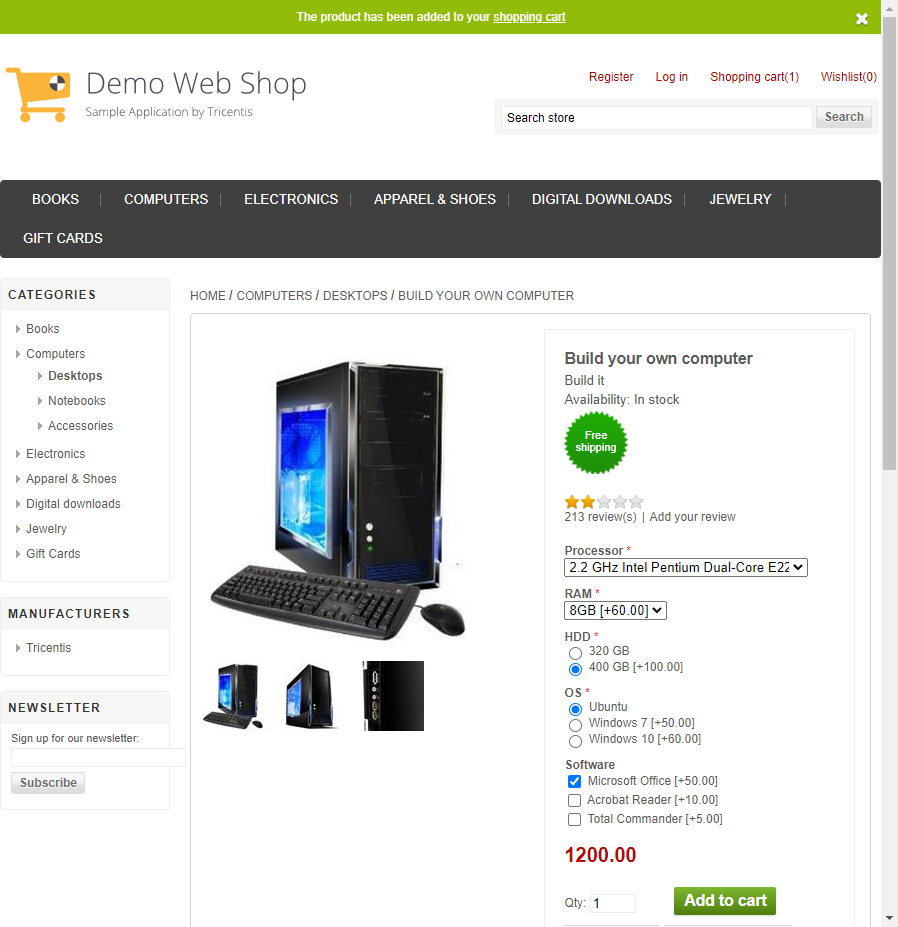 The product has been added to your shopping cart
Demo Web Shop
Sample Application by Tricentis
Register Log in Shopping cart(1) Wishlist(0)
Search store Search
BOOKS COMPUTERS ELECTRONICS APPAREL & SHOES DIGITAL DOWNLOADS JEWELRY
GIFT CARDS
CATEGORIES
Books
Computers
Desktops
Notebooks
Accessories
Electronics
Apparel & Shoes
Digital downloads
Jewelry
Gift Cards
MANUFACTURERS
Tricentis
NEWSLETTER
Sign up for our newsletter:
Subscribe
HOME / COMPUTERS / DESKTOPS / BUILD YOUR OWN COMPUTER
Build your own computer
Build it
Availability: In stock
Free
shipping
213 review(s) | Add your review
Processor *
2.2 GHz Intel Pentium Dual-Core E22
RAM *
8GB [+60.00]
HDD *
320 GB
400 GB [+100.00]
OS *
Ubuntu
Windows 7 [+50.00]
Windows 10 [+60.00]
Software
Microsoft Office [+50.00]
Acrobat Reader [+10.00]
Total Commander [+5.00]
1200.00
Qty: 1 Add to cart